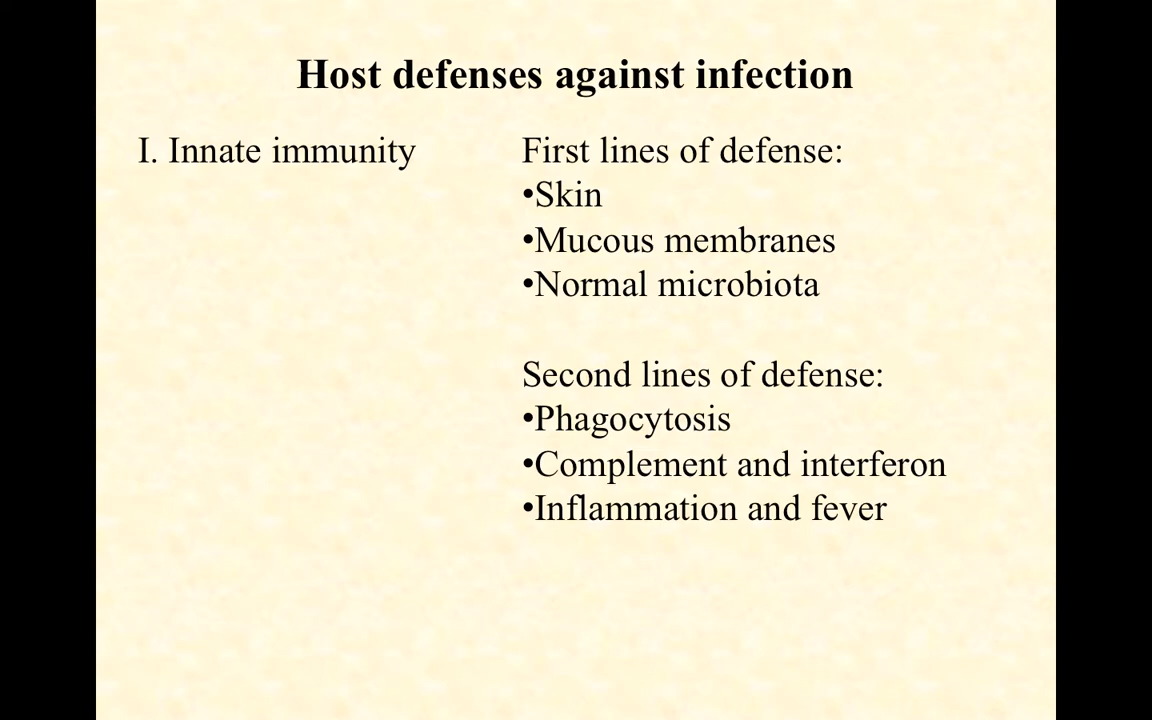 Host defenses against infection
I. Innate immunity
First lines of defense:
•Skin
•Mucous membranes
•Normal microbiota
Second lines of defense:
•Phagocytosis
•Complement and interferon
•Inflammation and fever